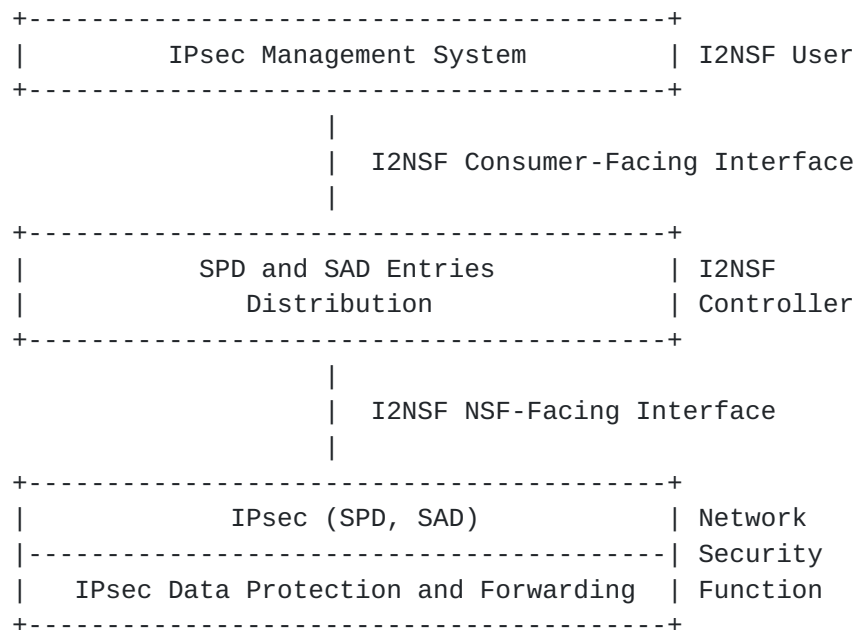 IPsec Management System I2NSF User
I2NSF Consumer-Facing Interface
SPD and SAD Entries I2NSF
Distribution Controller
I2NSF NSF-Facing Interface
IPsec (SPD, SAD) Network
Security
IPsec Data Protection and Forwarding Function